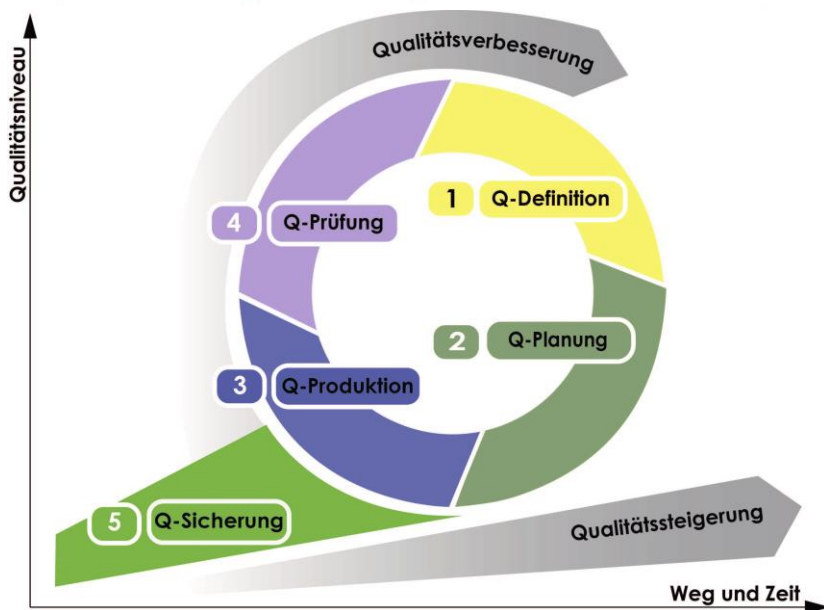 Qualitätsniveau
Qualitätsverbesserung
1 Q-Definition
4 Q-Prüfung
2 Q-Planung
3 Q-Produktion
5 Q-Sicherung
Qualitätssteigerung
Weg und Zeit